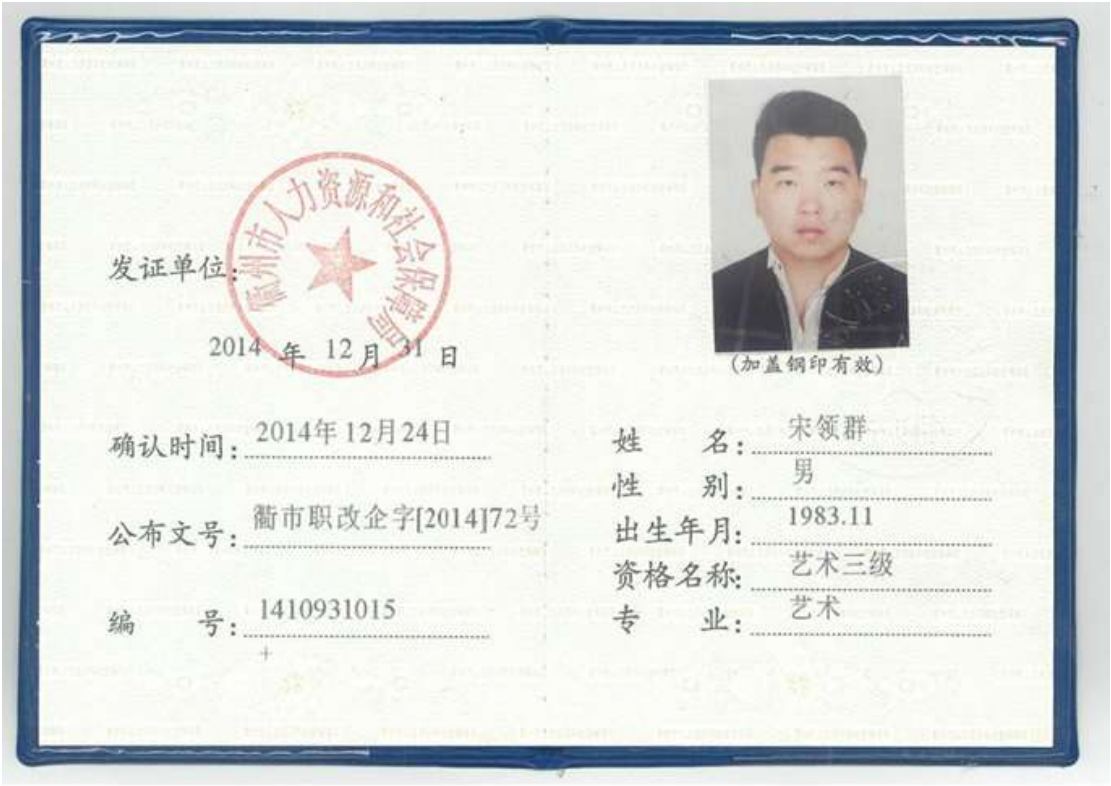 衢州市人力资源和社会保障局
发证单位:
2014 年 12月 31 日
确认时间: 2014年12月24日
公布文号: 衢市职改企字[2014]72号
编 号: 1410931015
+
(加盖钢印有效)
姓 名: 宋领群
性 别: 男
出生年月: 1983.11
资格名称: 艺术三级
专 业: 艺术